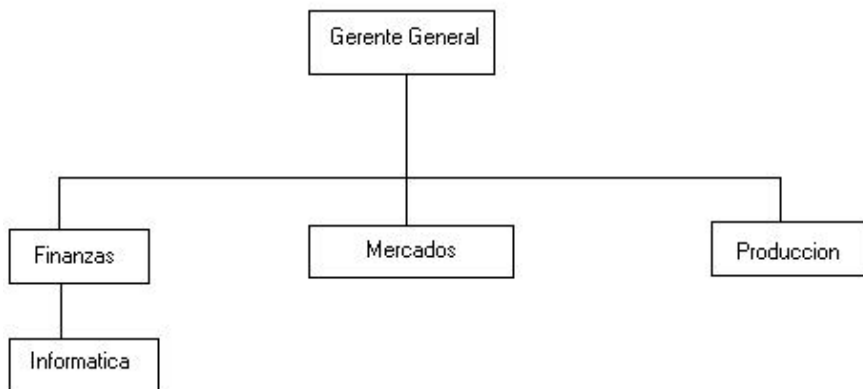 Gerente General
Finanzas
Mercados
Produccion
Informatica